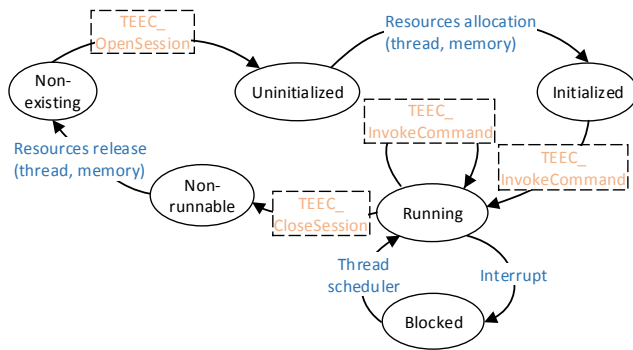 TEEC_
OpenSession
Resources allocation
(thread, memory)
Non-
existing
Uninitialized
Initialized
TEEC_
InvokeCommand
TEEC_
InvokeCommand
Resources release
(thread, memory)
Non-
runnable
TEEC_
CloseSession
Running
Thread
scheduler
Interrupt
Blocked